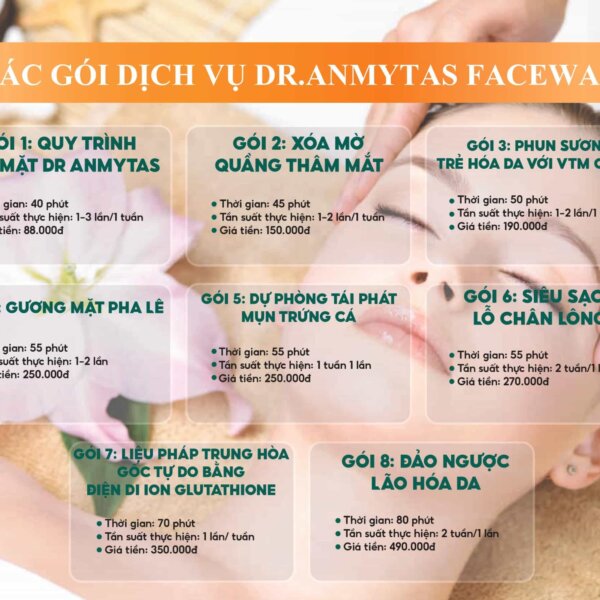 ÁC GÓI DỊCH VỤ DR.ANMYTAS FACEWA
ÓI 1: QUY TRÌNH
MẶT DR ANMYTAS
gian: 40 phút
suất thực hiện: 1-3 lần/1 tuần
tiền: 88.000đ
GÓI 2: XÓA MỜ
QUẦNG THÂM MẮT
• Thời gian: 45 phút
• Tần suất thực hiện: 1-2 lần/1 tuần
• Giá tiền: 150.000đ
GÓI 3: PHUN SƯƠN
TRẺ HÓA DA VỚI VTM C
• Thời gian: 50 phút
• Tần suất thực hiện: 1-2 lần/1
• Giá tiền: 190.000đ
: GƯƠNG MẶT PHA LÊ
gian: 55 phút
suất thực hiện: 1-2 lần
tiền: 250.000đ
GÓI 5: DỰ PHÒNG TÁI PHÁT
MỤN TRỨNG CÁ
• Thời gian: 55 phút
• Tần suất thực hiện: 1 tuần 1 lần
• Giá tiền: 250.000đ
GÓI 6: SIÊU SẠC
LỖ CHÂN LÔNG
• Thời gian: 55 phút
• Tần suất thực hiện: 2 tuần/1
• Giá tiền: 270.000đ
GÓI 7: LIỆU PHÁP TRUNG HÒA
GỐC TỰ DO BẰNG
ĐIỆN DI ION GLUTATHIONE
• Thời gian: 70 phút
• Tần suất thực hiện: 1 lần/ tuần
• Giá tiền: 350.000đ
GÓI 8: ĐẢO NGƯỢC
LÃO HÓA DA
• Thời gian: 80 phút
• Tần suất thực hiện: 2 tuần/1 lần
• Giá tiền: 490.000đ